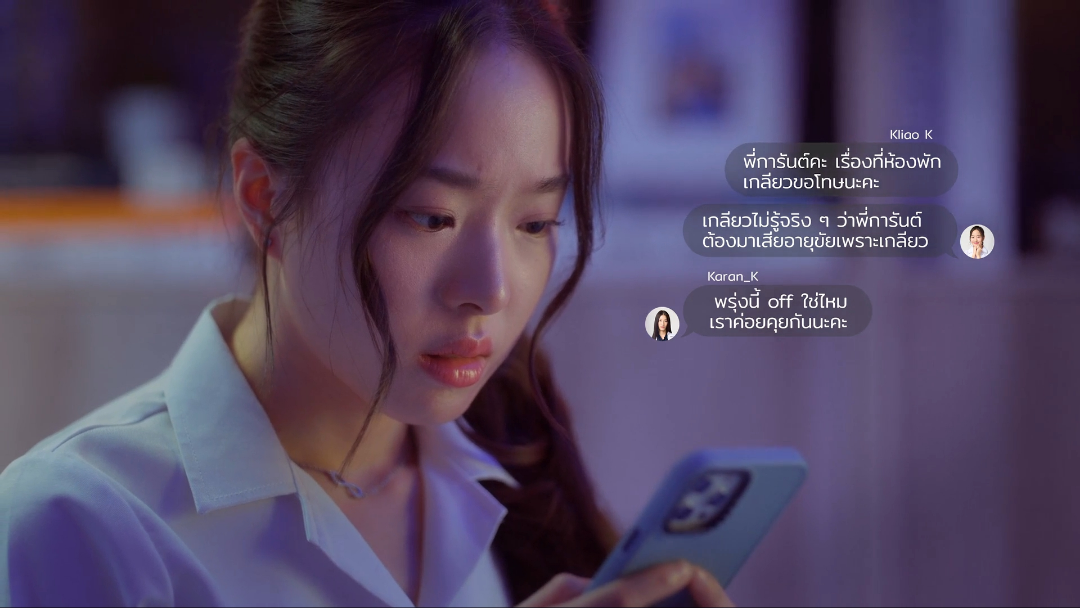 Kliao K
พี่การันต์คะ เรื่องที่ห้องพัก
เกลียวขอโทษนะคะ
เกลียวไม่รู้จริง ๆ ว่าพี่การันต์
ต้องมาเสียอายุขัยเพราะเกลียว
Karan_K
พรุ่งนี้ off ใช่ไหม
เราค่อยคุยกันนะคะ